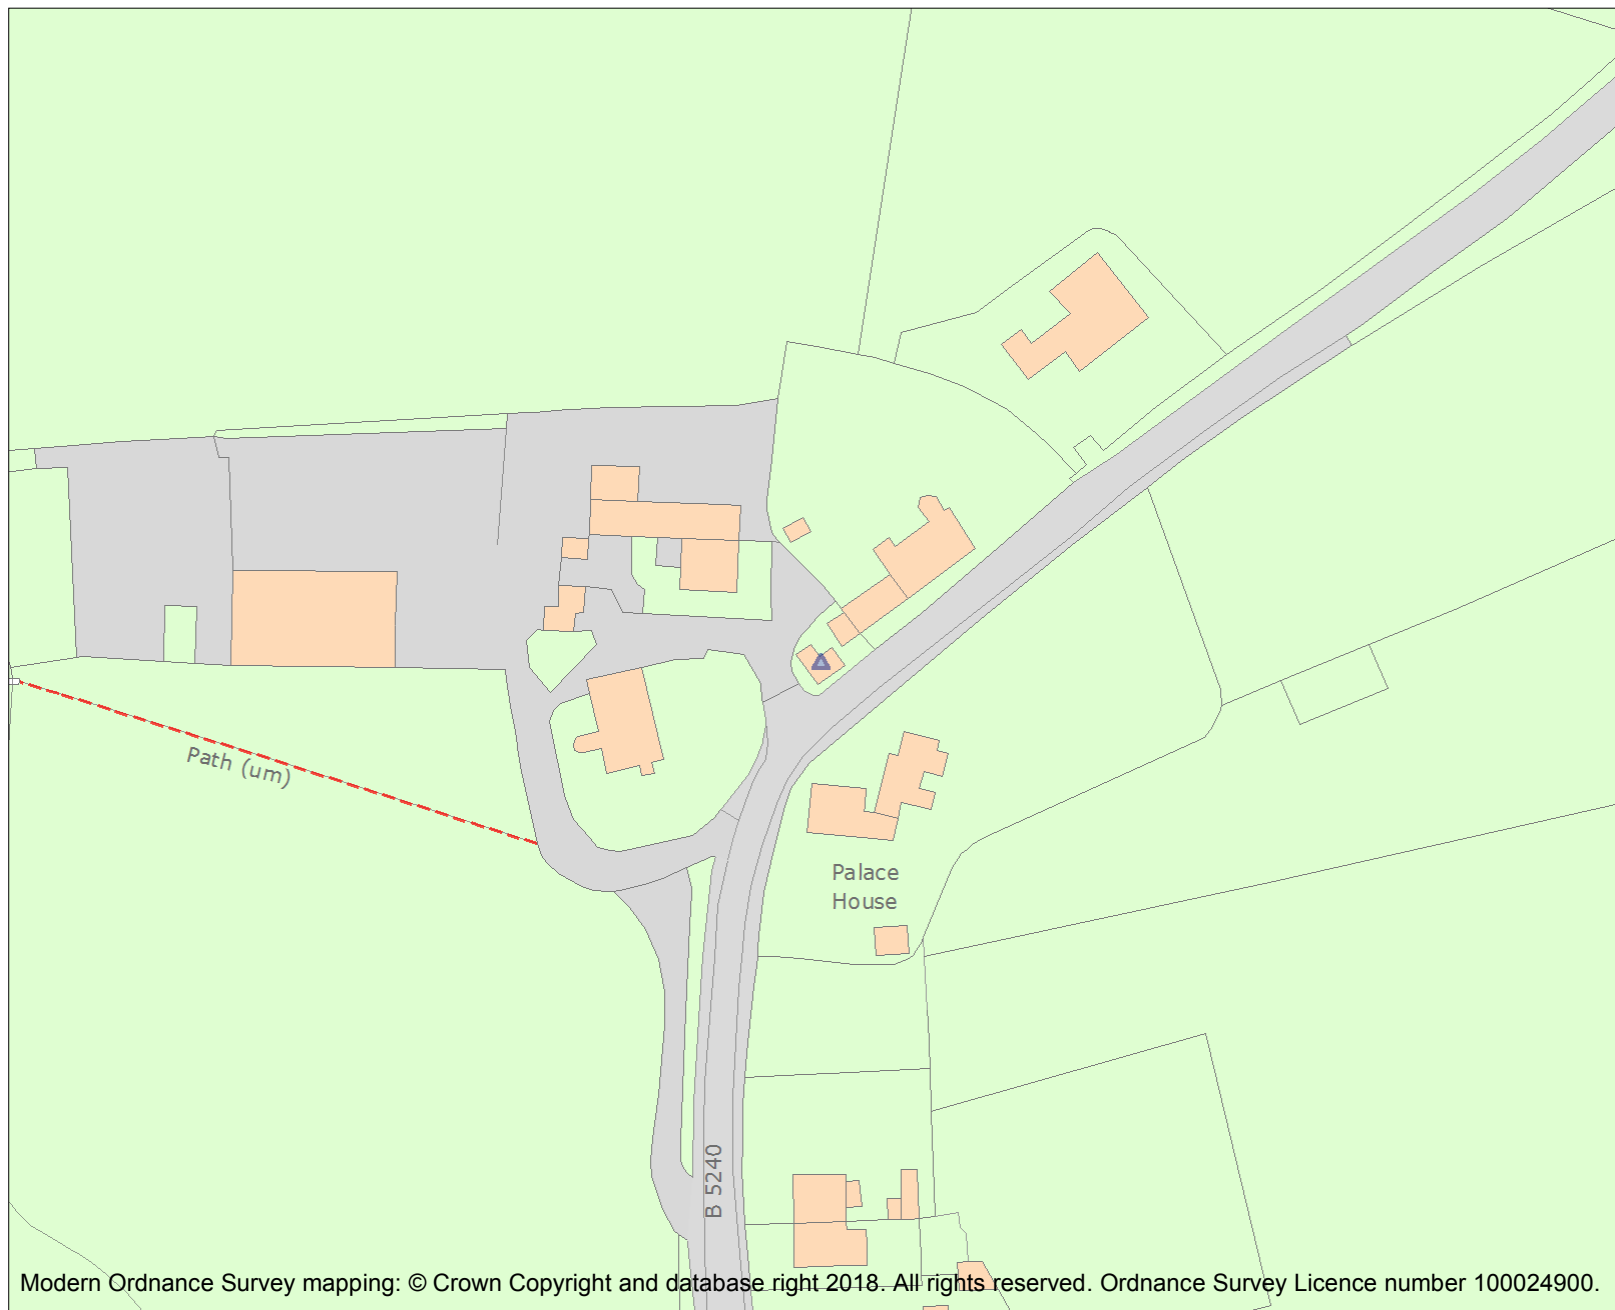 Path (um)
Palace
House
B 5240
Modern Ordnance Survey mapping: © Crown Copyright and database right 2018. All rights reserved. Ordnance Survey Licence number 100024900.